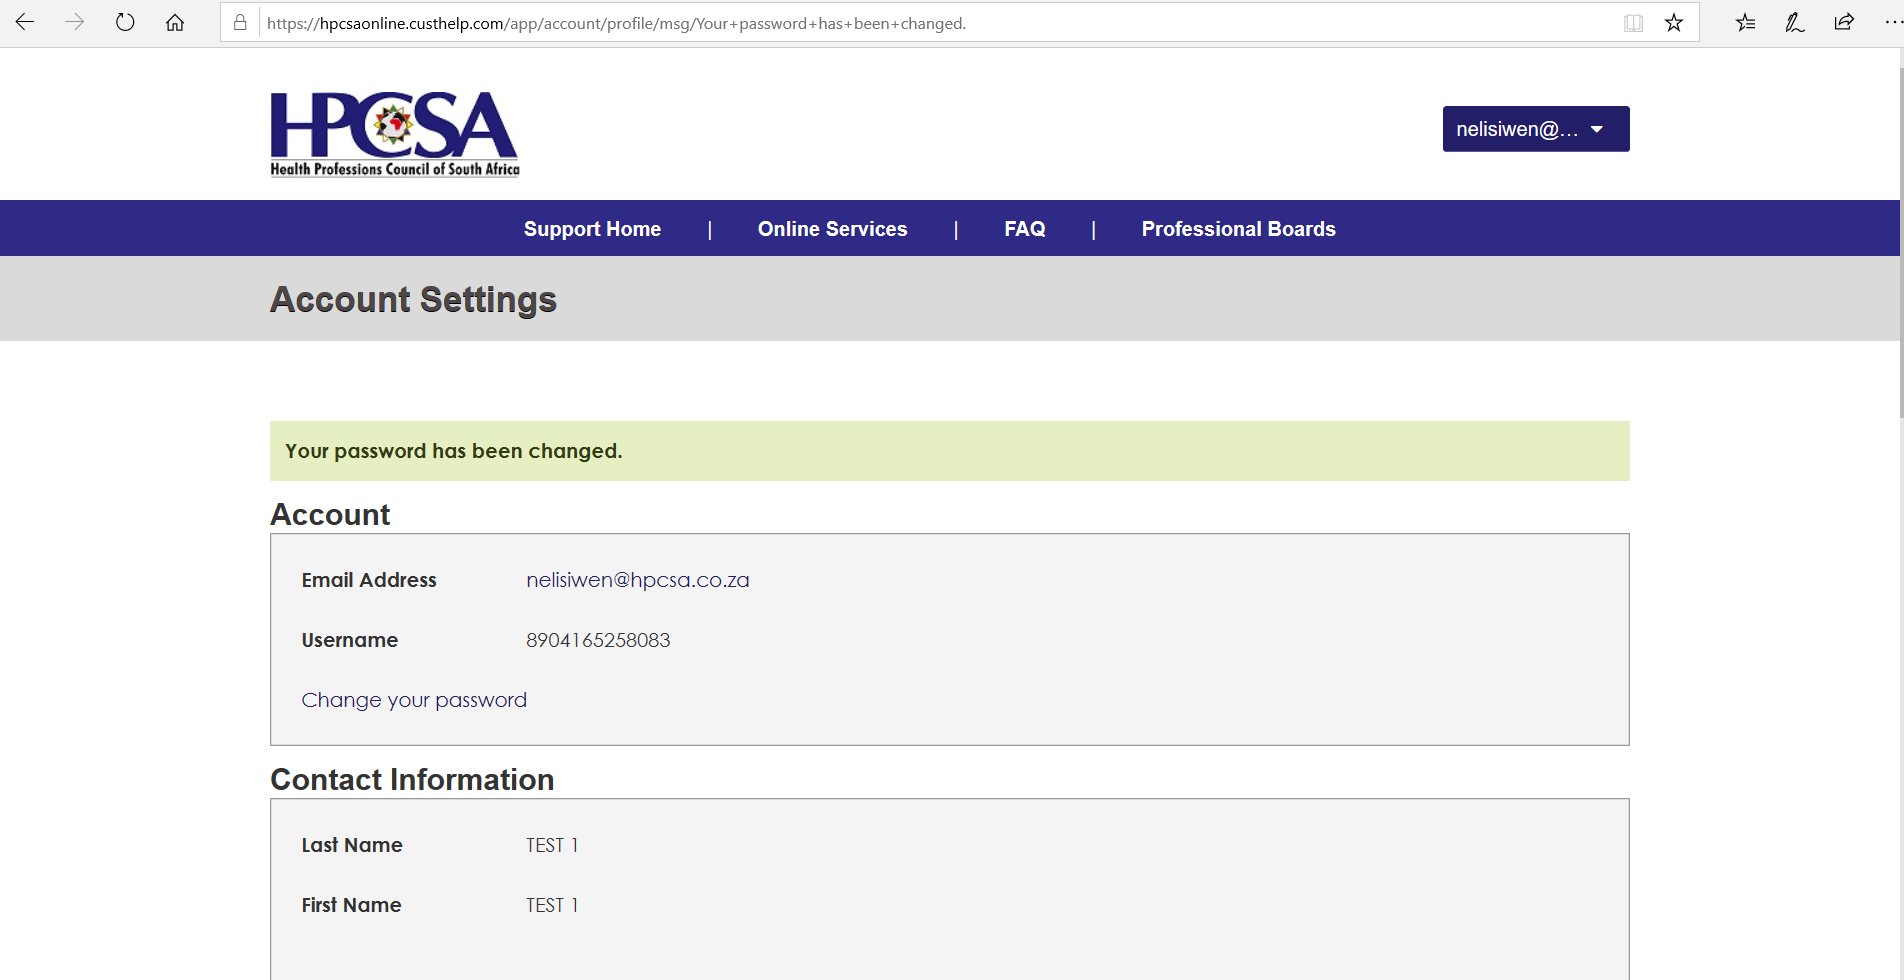 https://hpcsaonline.custhelp.com/app/account/profile/msg/Your+password+has+been+changed.
HPCSA
Health Professions Council of South Africa
nelisiwen@...
Support Home | Online Services | FAQ | Professional Boards
Account Settings
Your password has been changed.
Account
Email Address nelisiwen@hpcsa.co.za
Username 8904165258083
Change your password
Contact Information
Last Name TEST 1
First Name TEST 1